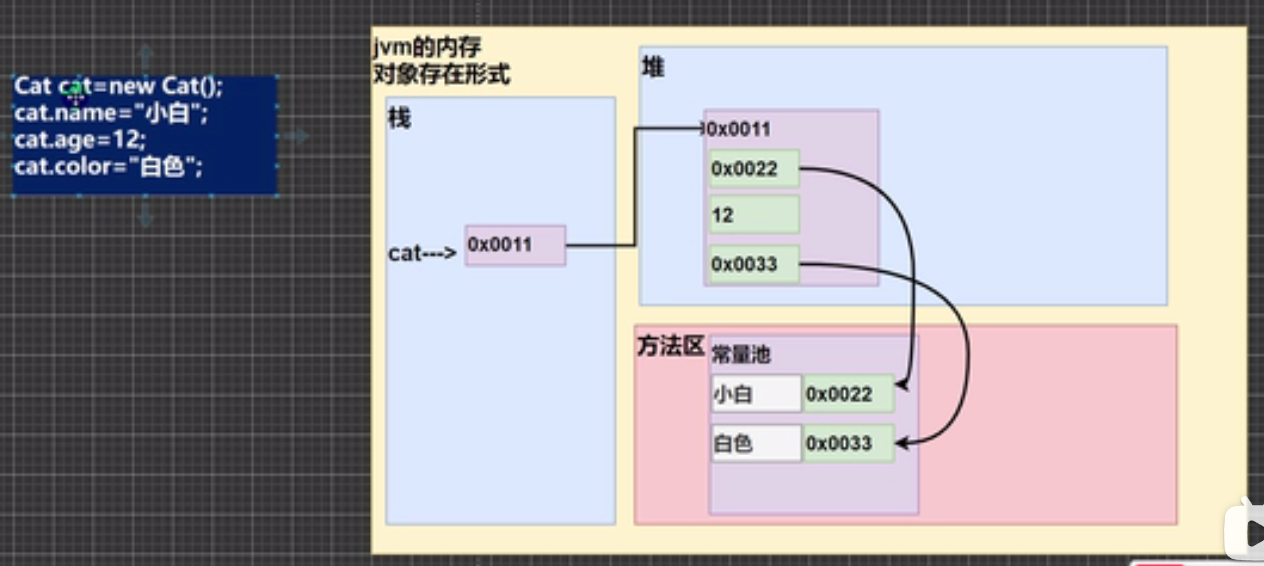 Cat cat=new Cat();
cat.name="小白";
cat.age=12;
cat.color="白色";
jvm的内存
对象存在形式
栈
cat--->
0x0011
堆
0x0011
0x0022
12
0x0033
方法区
常量池
小白
0x0022
白色
0x0033